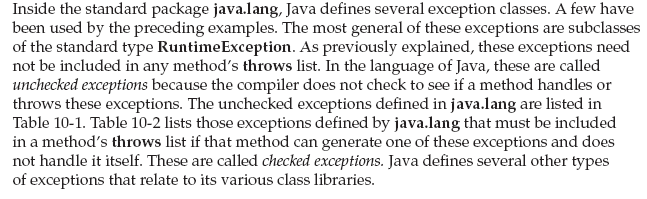 Inside the standard package java.lang, Java defines several exception classes. A few have
been used by the preceding examples. The most general of these exceptions are subclasses
of the standard type RuntimeException. As previously explained, these exceptions need
not be included in any method's throws list. In the language of Java, these are called
unchecked exceptions because the compiler does not check to see if a method handles or
throws these exceptions. The unchecked exceptions defined in java.lang are listed in
Table 10-1. Table 10-2 lists those exceptions defined by java.lang that must be included
in a method's throws list if that method can generate one of these exceptions and does
not handle it itself. These are called checked exceptions. Java defines several other types
of exceptions that relate to its various class libraries.